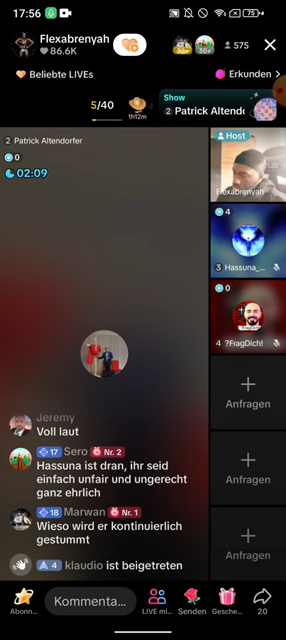 17:56
75
Flexabrenyah
86.6K
30+
30+
575
Beliebte LIVEs
Erkunden
5/40
1h12m
Show
2 Patrick Altend
2 Patrick Altendorfer
0
02:09
Host
Flexabrenyah
4
3 Hassuna_...
0
4 ?FragDich!
Anfragen
Anfragen
Anfragen
Jeremy
Voll laut
17 Sero Nr. 2
Hassuna ist dran, ihr seid
einfach unfair und ungerecht
ganz ehrlich
18 Marwan Nr. 1
Wieso wird er kontinuierlich
gestummt
4 klaudio ist beigetreten
Abonn...
Kommenta...
LIVE mi...
Senden
Gesche...
20